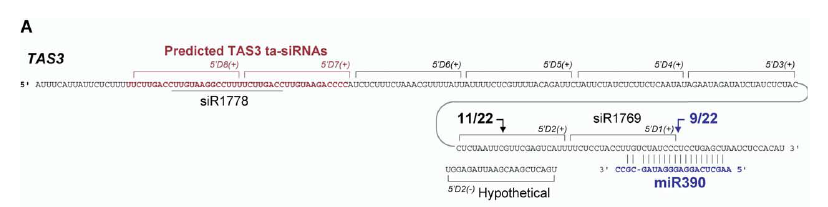 A
Predicted TAS3 ta-siRNAs
TAS3
5'D8(+) 5'D7(+) 5'D6(+) 5'D5(+) 5'D4(+) 5'D3(+)
5' AUUUCAUUAUUCUCUUUUUCUUGACCUUGUAAGGCCUUUUCUUGACCUUGUAAGACCCCAUCUCUUUCUAAACGUUUUAUUAUUUUCUCGUUUUACAGAUUCUAUUCUAUCUCUUCUCAAUAUAGAAUAGAUAUCUAUCUCUAC
siR1778
11/22 siR1769 9/22
5'D2(+) 5'D1(+)
CUCUAAUUCGUUCGAGUCAUUUUCUCCUACCUUGUCUAUCCCUCCUGAGCUAAUCUCCACAU 3'
UGGAGAUUAAGCAAGCUCAGU 3' CCGC-GAUAGGGAGGACUCGAA 5'
5'D2(-) Hypothetical miR390